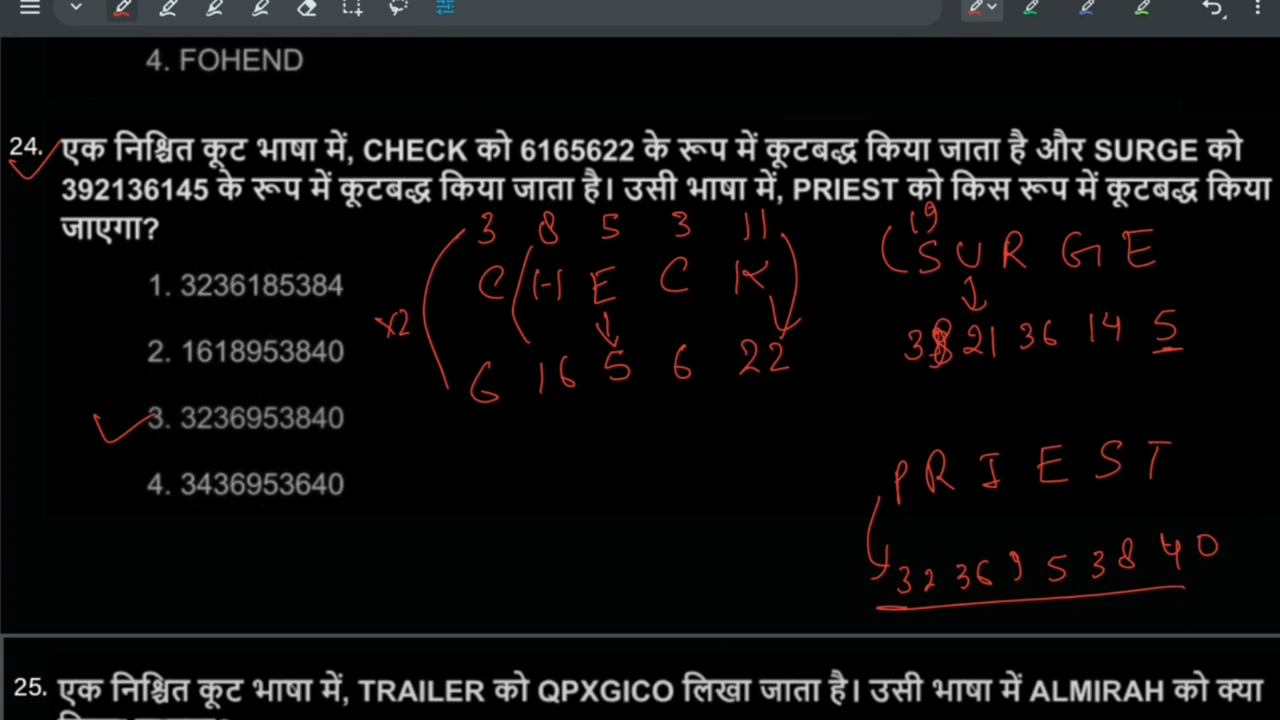 4. FOHEND
24. एक निश्चित कूट भाषा में, CHECK को 6165622 के रूप में कूटबद्ध किया जाता है और SURGE को
392136145 के रूप में कूटबद्ध किया जाता है। उसी भाषा में, PRIEST को किस रूप में कूटबद्ध किया
जाएगा?
1. 3236185384
2. 1618953840
3. 3236953840
4. 3436953640
3 8 5 3 11
C H E C K
x2
6 16 5 6 22
19
S U R G E
38 21 36 14 5
P R I E S T
32 36 9 5 38 40
25. एक निश्चित कूट भाषा में, TRAILER को QPXGICO लिखा जाता है। उसी भाषा में ALMIRAH को क्या